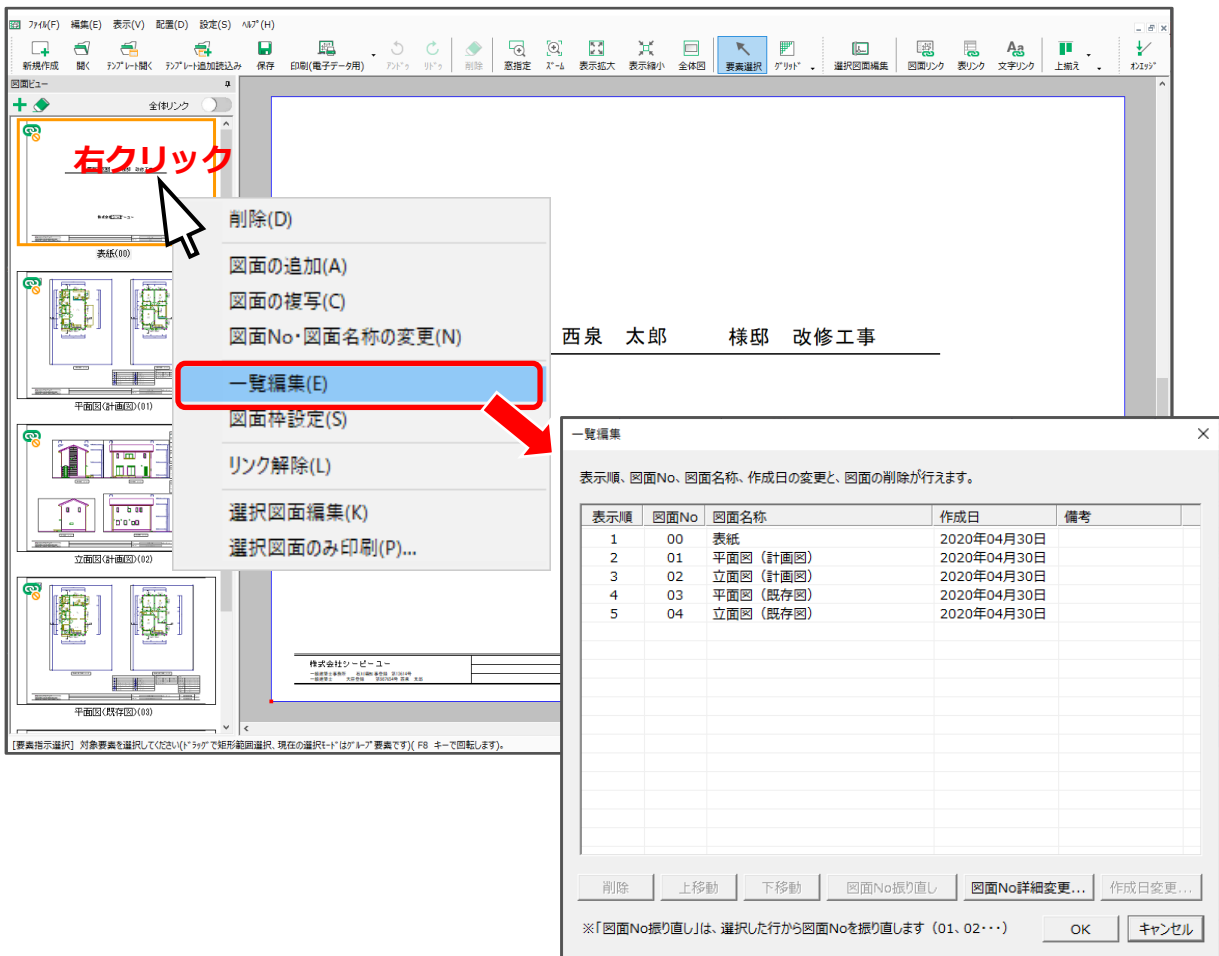 ﾌｧｲﾙ(F) 編集(E) 表示(V) 配置(D) 設定(S) ﾍﾙﾌﾟ(H)
新規作成 開く ﾃﾝﾌﾟﾚｰﾄ開く ﾃﾝﾌﾟﾚｰﾄ追加読込み 保存 印刷(電子データ用) ｱﾝﾄﾞｩ ﾘﾄﾞｩ 削除 窓指定 ｽﾞｰﾑ 表示拡大 表示縮小 全体図 要素選択 ｸﾞﾘｯﾄﾞ 選択図面編集 図面リンク 表リンク 文字リンク 上揃え ｵﾝｴｯｼﾞ
図面ビュー
全体リンク
右クリック
表紙(00)
平面図(計画図)(01)
立面図(計画図)(02)
平面図(既存図)(03)
削除(D)
図面の追加(A)
図面の複写(C)
図面No・図面名称の変更(N)
一覧編集(E)
図面枠設定(S)
リンク解除(L)
選択図面編集(K)
選択図面のみ印刷(P)...
西泉 太郎 様邸 改修工事
株式会社シーピーユー
[要素指示選択] 対象要素を選択してください(ﾄﾞﾗｯｸﾞで矩形範囲選択、現在の選択ﾓｰﾄﾞはｸﾞﾙｰﾌﾟ要素です)( F8 キーで回転します)。
一覧編集
表示順、図面No、図面名称、作成日の変更と、図面の削除が行えます。
表示順 図面No 図面名称 作成日 備考
1 00 表紙 2020年04月30日
2 01 平面図（計画図） 2020年04月30日
3 02 立面図（計画図） 2020年04月30日
4 03 平面図（既存図） 2020年04月30日
5 04 立面図（既存図） 2020年04月30日
削除 上移動 下移動 図面No振り直し 図面No詳細変更... 作成日変更...
※「図面No振り直し」は、選択した行から図面Noを振り直します（01、02･･･）
OK キャンセル